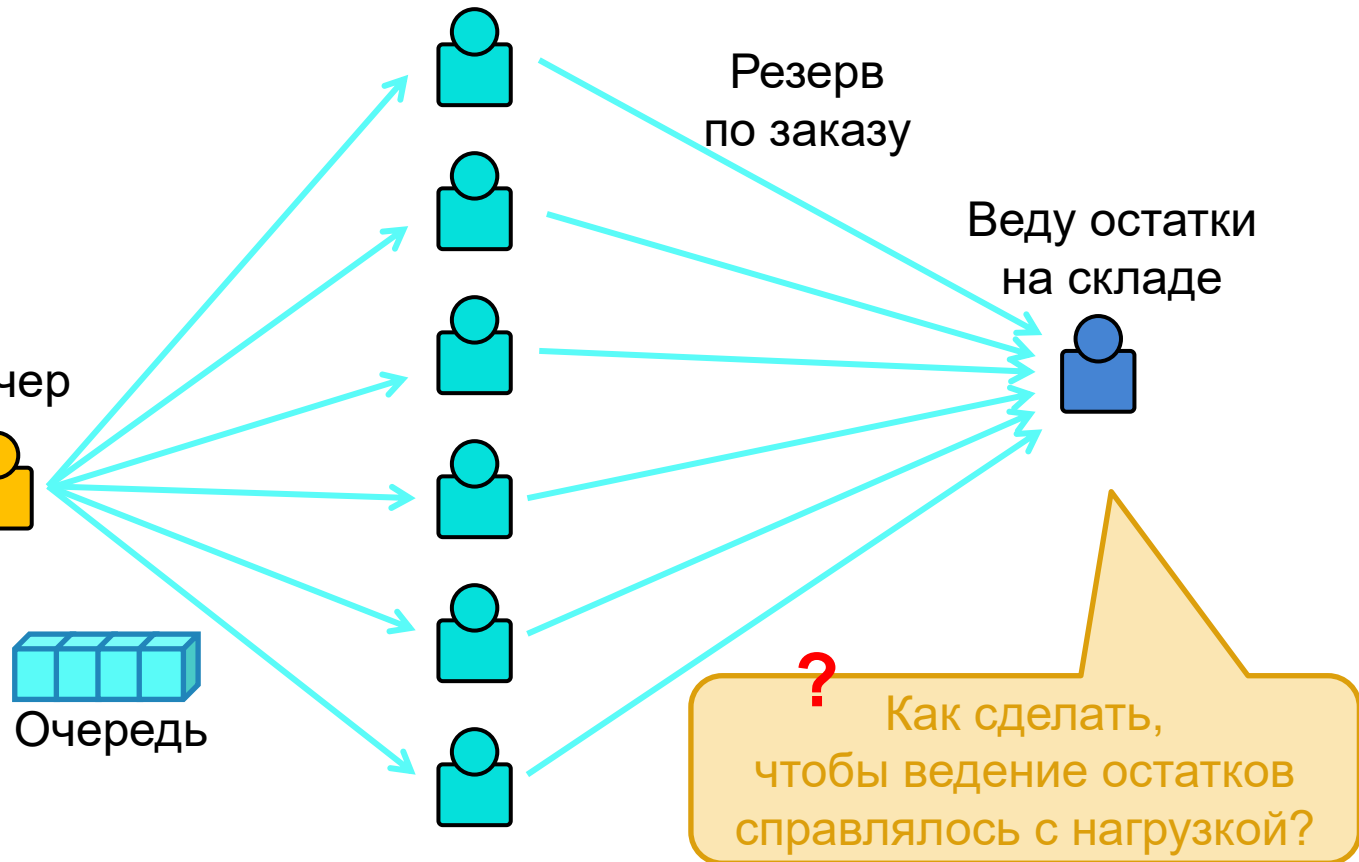 Резерв
по заказу
Веду остатки
на складе
чер
Очередь
?
Как сделать,
чтобы ведение остатков
справлялось с нагрузкой?